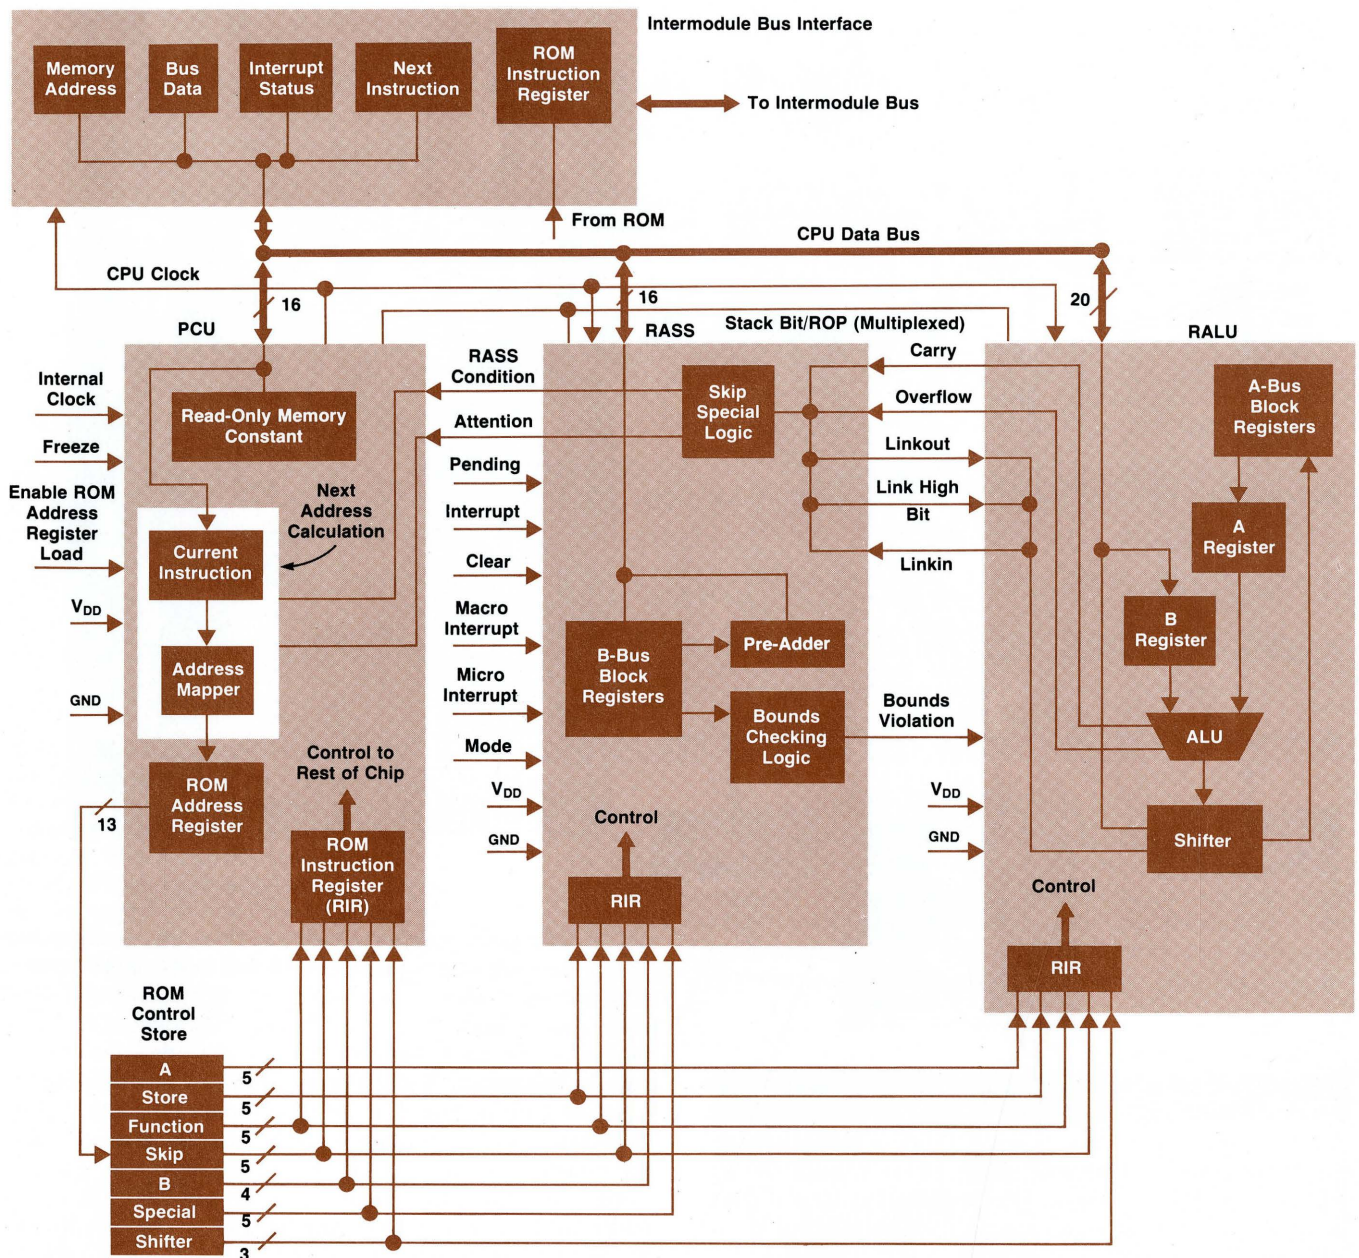 Intermodule Bus Interface
Memory
Address
Bus
Data
Interrupt
Status
Next
Instruction
ROM
Instruction
Register
To Intermodule Bus
From ROM
CPU Data Bus
CPU Clock
16
16
20
PCU
RASS
Stack Bit/ROP (Multiplexed)
RALU
Internal
Clock
Freeze
Enable ROM
Address
Register
Load
VDD
GND
Read-Only Memory
Constant
Next
Address
Calculation
Current
Instruction
Address
Mapper
ROM
Address
Register
13
Control to
Rest of Chip
ROM
Instruction
Register
(RIR)
RASS
Condition
Attention
Pending
Interrupt
Clear
Macro
Interrupt
Micro
Interrupt
Mode
VDD
GND
Skip
Special
Logic
B-Bus
Block
Registers
Pre-Adder
Bounds
Checking
Logic
Control
RIR
Carry
Overflow
Linkout
Link High
Bit
Linkin
Bounds
Violation
VDD
GND
A-Bus
Block
Registers
A
Register
B
Register
ALU
Shifter
Control
RIR
ROM
Control
Store
A
5
Store
5
Function
5
Skip
5
B
4
Special
5
Shifter
3